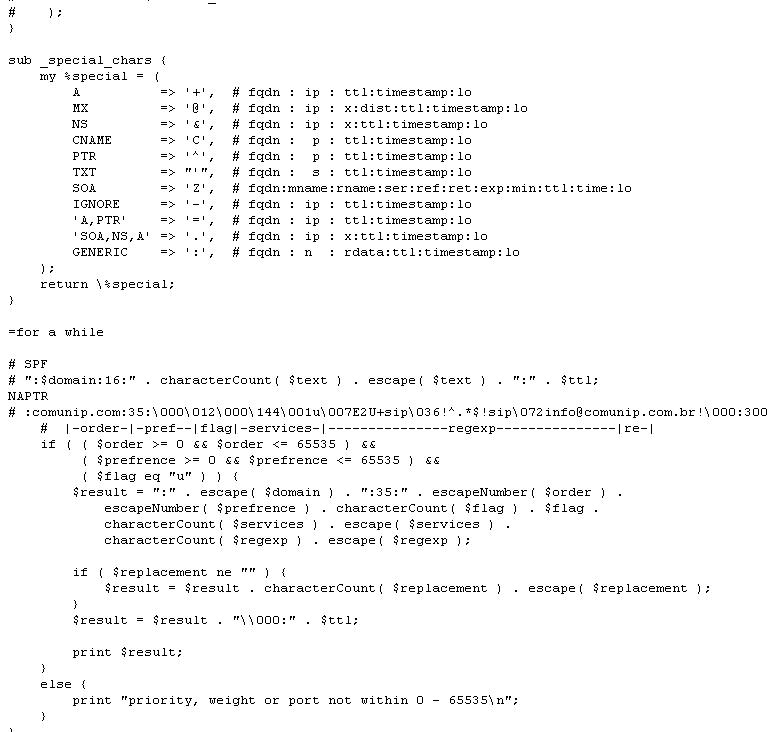 #    );
}
sub _special_chars {
    my %special = (
        A          => '+',  # fqdn : ip : ttl:timestamp:lo
        MX         => '@',  # fqdn : ip : x:dist:ttl:timestamp:lo
        NS         => '&',  # fqdn : ip : x:ttl:timestamp:lo
        CNAME      => 'C',  # fqdn :  p : ttl:timestamp:lo
        PTR        => '^',  # fqdn :  p : ttl:timestamp:lo
        TXT        => "'",  # fqdn :  s : ttl:timestamp:lo
        SOA        => 'Z',  # fqdn:mname:rname:ser:ref:ret:exp:min:ttl:time:lo
        IGNORE     => '-',  # fqdn : ip : ttl:timestamp:lo
        'A,PTR'    => '=',  # fqdn : ip : ttl:timestamp:lo
        'SOA,NS,A' => '.',  # fqdn : ip : x:ttl:timestamp:lo
        GENERIC    => ':',  # fqdn : n  : rdata:ttl:timestamp:lo
    );
    return \%special;
}
=for a while
# SPF
# ":$domain:16:" . characterCount( $text ) . escape( $text ) . ":" . $ttl;
NAPTR
# :comunip.com:35:\000\012\000\144\001u\007E2U+sip\036!^.*$!sip\072info@comunip.com.br!\000:300
    #  |-order-|-pref--|flag|-services-|---------------regexp---------------|re-|
    if ( ( $order >= 0 && $order <= 65535 ) &&
         ( $prefrence >= 0 && $prefrence <= 65535 ) &&
         ( $flag eq "u" ) ) {
        $result = ":" . escape( $domain ) . ":35:" . escapeNumber( $order ) .
            escapeNumber( $prefrence ) . characterCount( $flag ) . $flag .
            characterCount( $services ) . escape( $services ) .
            characterCount( $regexp ) . escape( $regexp );
        if ( $replacement ne "" ) {
            $result = $result . characterCount( $replacement ) . escape( $replacement );
        }
        $result = $result . "\\000:" . $ttl;
        print $result;
    }
    else {
        print "priority, weight or port not within 0 - 65535\n";
    }